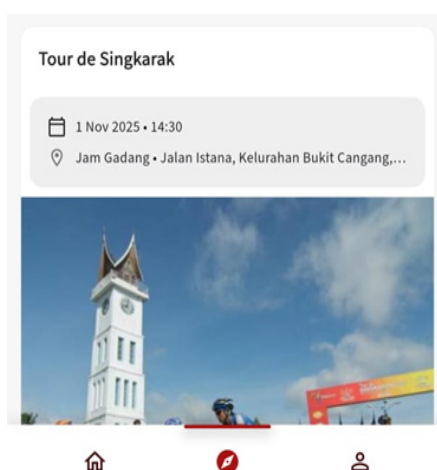 Tour de Singkarak
1 Nov 2025 • 14:30
Jam Gadang • Jalan Istana, Kelurahan Bukit Cangang,...